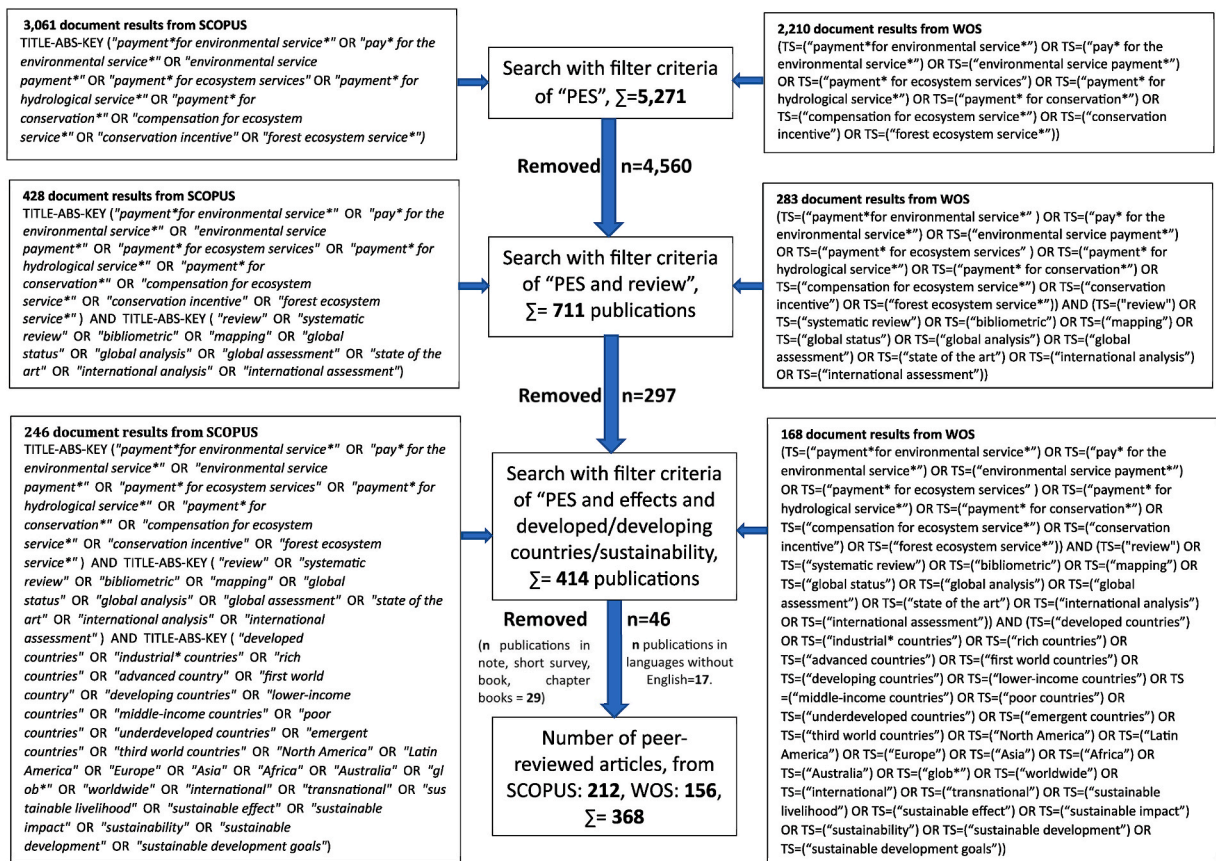 3,061 document results from SCOPUS
TITLE-ABS-KEY ("payment*for environmental service*" OR "pay* for the
environmental service*" OR "environmental service
payment*" OR "payment* for ecosystem services" OR "payment* for
hydrological service*" OR "payment* for
conservation*" OR "compensation for ecosystem
service*" OR "conservation incentive" OR "forest ecosystem service*")
Search with filter criteria
of “PES”, ∑=5,271
2,210 document results from WOS
(TS=(“payment*for environmental service*”) OR TS=(“pay* for the
environmental service*”) OR TS=(“environmental service payment*”)
OR TS=(“payment* for ecosystem services”) OR TS=(“payment* for
hydrological service*”) OR TS=(“payment* for conservation*”) OR
TS=(“compensation for ecosystem service*”) OR TS=(“conservation
incentive”) OR TS=(“forest ecosystem service*”))
Removed n=4,560
428 document results from SCOPUS
TITLE-ABS-KEY ("payment*for environmental service*" OR "pay* for the
environmental service*" OR "environmental service
payment*" OR "payment* for ecosystem services" OR "payment* for
hydrological service*" OR "payment* for
conservation*" OR "compensation for ecosystem
service*" OR "conservation incentive" OR "forest ecosystem
service*" ) AND TITLE-ABS-KEY ( "review" OR "systematic
review" OR "bibliometric" OR "mapping" OR "global
status" OR "global analysis" OR "global assessment" OR "state of the
art" OR "international analysis" OR "international assessment")
Search with filter criteria
of “PES and review”,
∑= 711 publications
283 document results from WOS
(TS=(“payment*for environmental service*” ) OR TS=(“pay* for the
environmental service*”) OR TS=(“environmental service payment*”)
OR TS=(“payment* for ecosystem services” ) OR TS=(“payment* for
hydrological service*”) OR TS=(“payment* for conservation*”) OR
TS=(“compensation for ecosystem service*”) OR TS=(“conservation
incentive”) OR TS=(“forest ecosystem service*”)) AND (TS=("review") OR
TS=(“systematic review”) OR TS=(“bibliometric”) OR TS=(“mapping”) OR
TS=(“global status”) OR TS=(“global analysis”) OR TS=(“global
assessment”) OR TS=(“state of the art”) OR TS=(“international analysis”)
OR TS=(“international assessment”))
Removed n=297
246 document results from SCOPUS
TITLE-ABS-KEY ("payment*for environmental service*" OR "pay* for the
environmental service*" OR "environmental service
payment*" OR "payment* for ecosystem services" OR "payment* for
hydrological service*" OR "payment* for
conservation*" OR "compensation for ecosystem
service*" OR "conservation incentive" OR "forest ecosystem
service*" ) AND TITLE-ABS-KEY ( "review" OR "systematic
review" OR "bibliometric" OR "mapping" OR "global
status" OR "global analysis" OR "global assessment" OR "state of the
art" OR "international analysis" OR "international
assessment" ) AND TITLE-ABS-KEY ( "developed
countries" OR "industrial* countries" OR "rich
countries" OR "advanced country" OR "first world
country" OR "developing countries" OR "lower-income
countries" OR "middle-income countries" OR "poor
countries" OR "underdeveloped countries" OR "emergent
countries" OR "third world countries" OR "North America" OR "Latin
America" OR "Europe" OR "Asia" OR "Africa" OR "Australia" OR "gl
ob*" OR "worldwide" OR "international" OR "transnational" OR "sus
tainable livelihood" OR "sustainable effect" OR "sustainable
impact" OR "sustainability" OR "sustainable
development" OR "sustainable development goals")
Search with filter criteria
of “PES and effects and
developed/developing
countries/sustainability,
∑= 414 publications
168 document results from WOS
(TS=(“payment*for environmental service*”) OR TS=(“pay* for the
environmental service*”) OR TS=(“environmental service payment*”)
OR TS=(“payment* for ecosystem services” ) OR TS=(“payment* for
hydrological service*”) OR TS=(“payment* for conservation*”) OR
TS=(“compensation for ecosystem service*”) OR TS=(“conservation
incentive”) OR TS=(“forest ecosystem service*”)) AND (TS=("review") OR
TS=(“systematic review”) OR TS=(“bibliometric”) OR TS=(“mapping”) OR
TS=(“global status”) OR TS=(“global analysis”) OR TS=(“global
assessment”) OR TS=(“state of the art”) OR TS=(“international analysis”)
OR TS=(“international assessment”)) AND (TS=(“developed countries”)
OR TS=(“industrial* countries”) OR TS=(“rich countries”) OR
TS=(“advanced countries”) OR TS=(“first world countries”) OR
TS=(“developing countries”) OR TS=(“lower-income countries”) OR TS
=(“middle-income countries”) OR TS=(“poor countries”) OR
TS=(“underdeveloped countries”) OR TS=(“emergent countries”) OR
TS=(“third world countries”) OR TS=(“North America”) OR TS=(“Latin
America”) OR TS=(“Europe”) OR TS=(“Asia”) OR TS=(“Africa”) OR
TS=(“Australia”) OR TS=(“glob*”) OR TS=(“worldwide”) OR
TS=(“international”) OR TS=(“transnational”) OR TS=(“sustainable
livelihood”) OR TS=(“sustainable effect”) OR TS=(“sustainable impact”)
OR TS=(“sustainability”) OR TS=(“sustainable development”) OR
TS=(“sustainable development goals”))
Removed n=46
(n publications in
note, short survey,
book, chapter
books = 29)
n publications in
languages without
English=17.
Number of peer-
reviewed articles, from
SCOPUS: 212, WOS: 156,
∑= 368